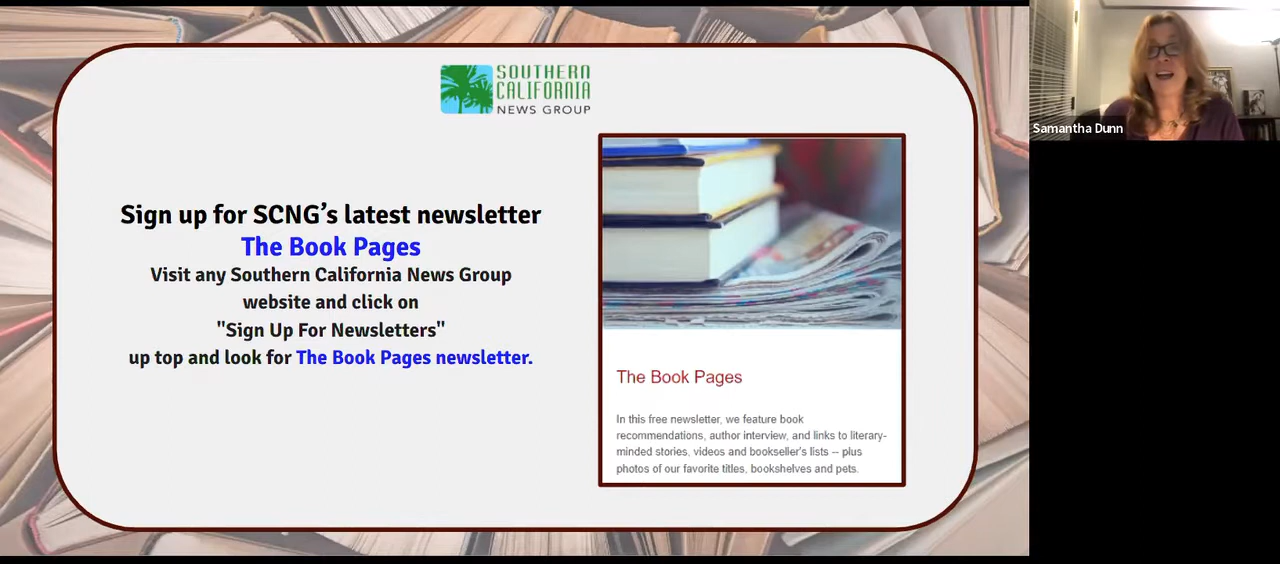 SOUTHERN
CALIFORNIA
NEWS GROUP
Sign up for SCNG's latest newsletter
The Book Pages
Visit any Southern California News Group
website and click on
"Sign Up For Newsletters"
up top and look for The Book Pages newsletter.
The Book Pages
In this free newsletter, we feature book
recommendations, author interview, and links to literary-
minded stories, videos and bookseller's lists -- plus
photos of our favorite titles, bookshelves and pets.
Samantha Dunn